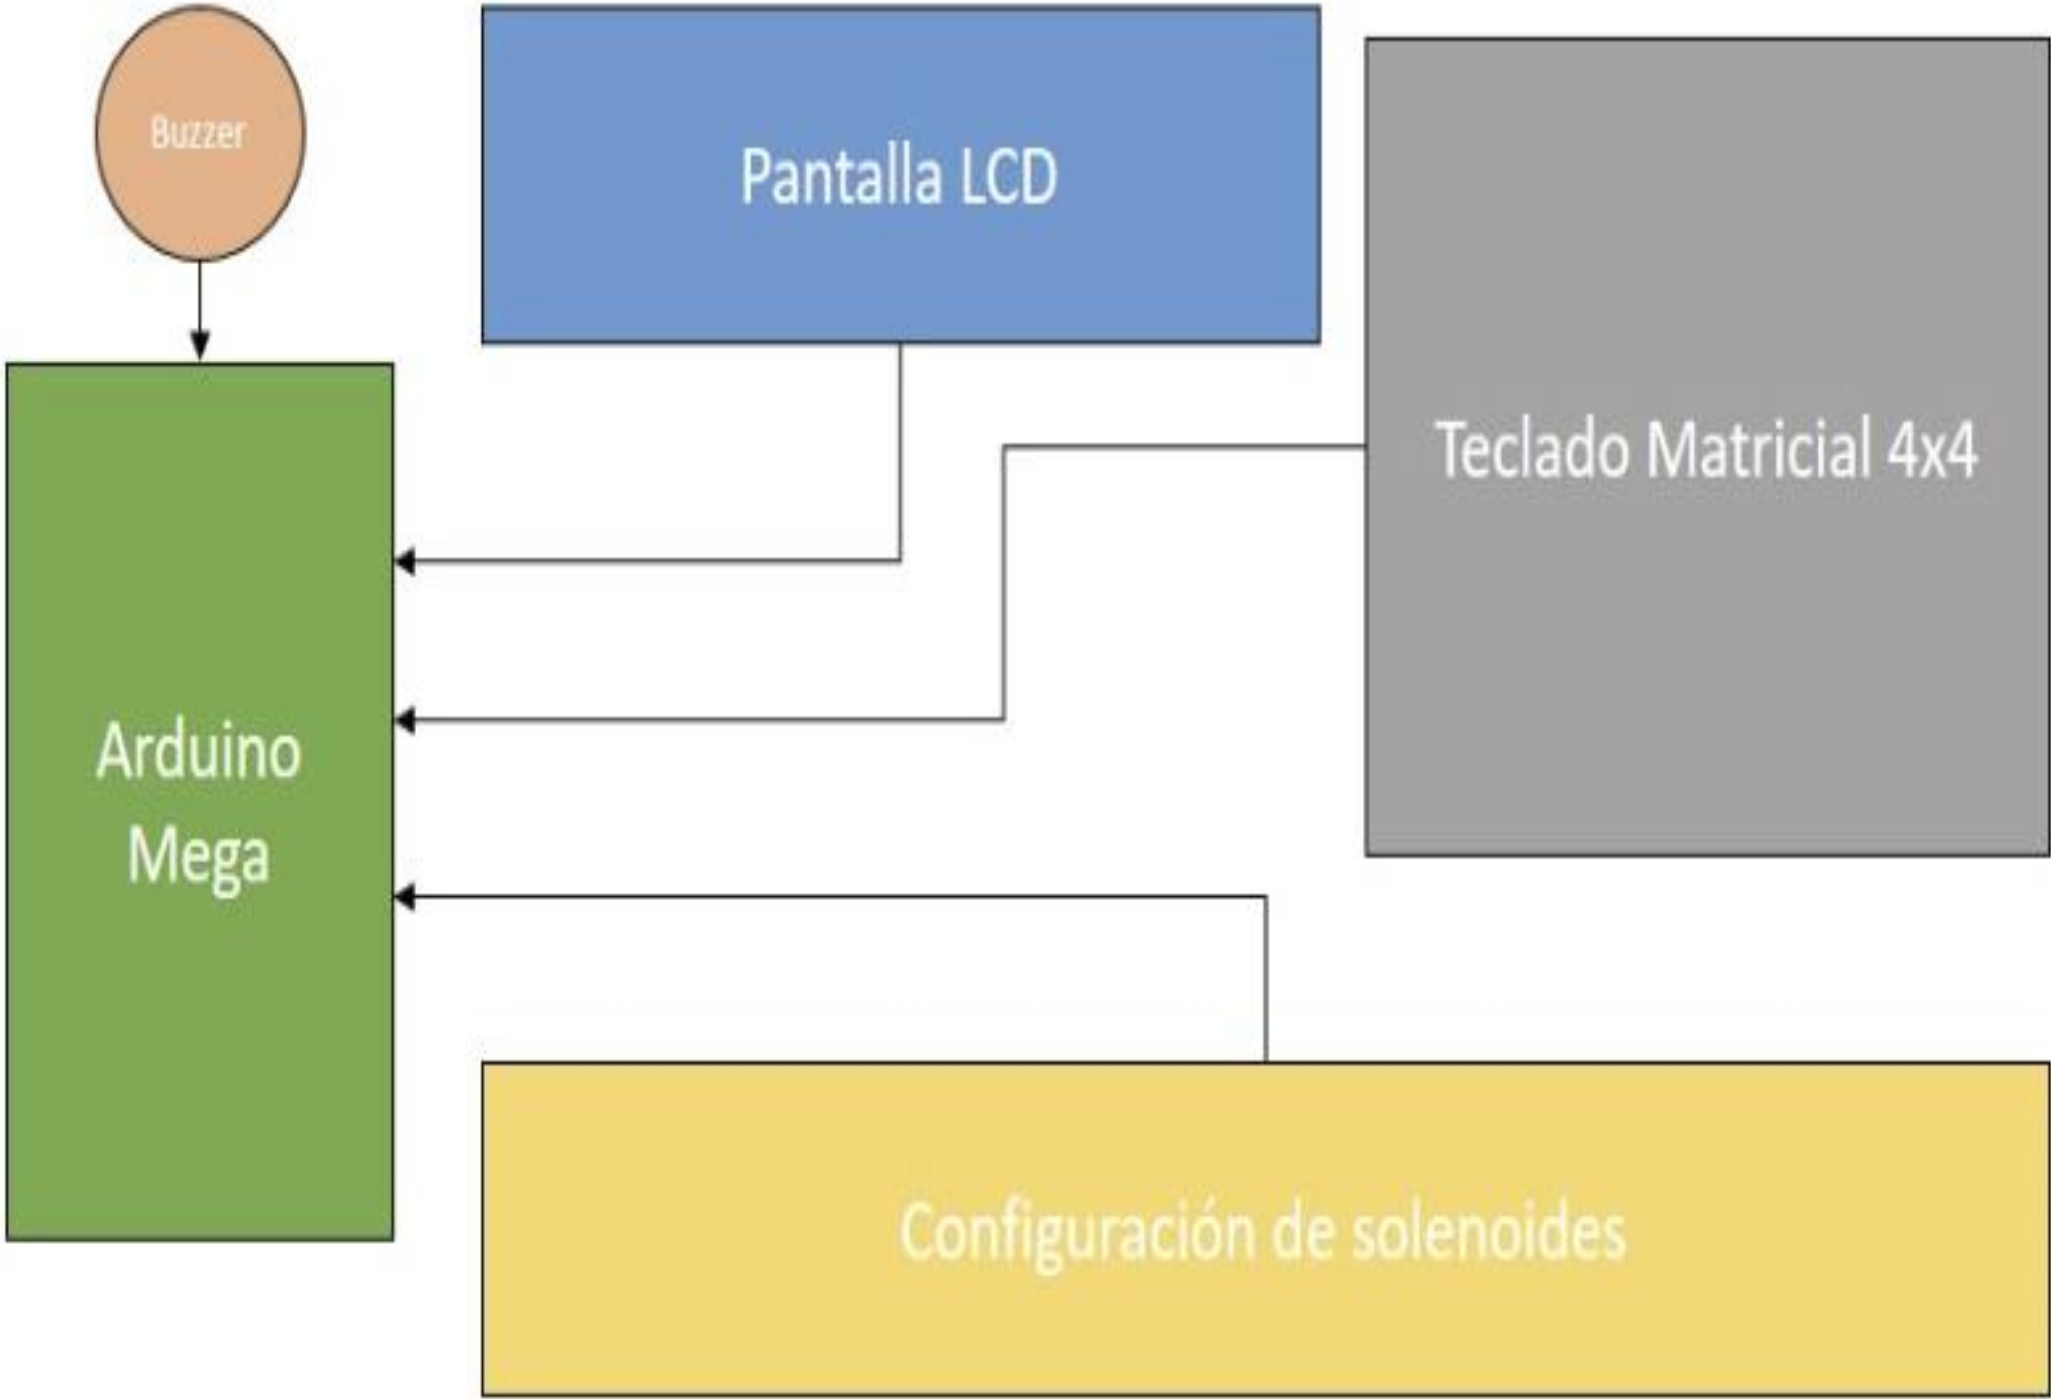 Buzzer
Pantalla LCD
Teclado Matricial 4x4
Arduino
Mega
Configuración de solenoides